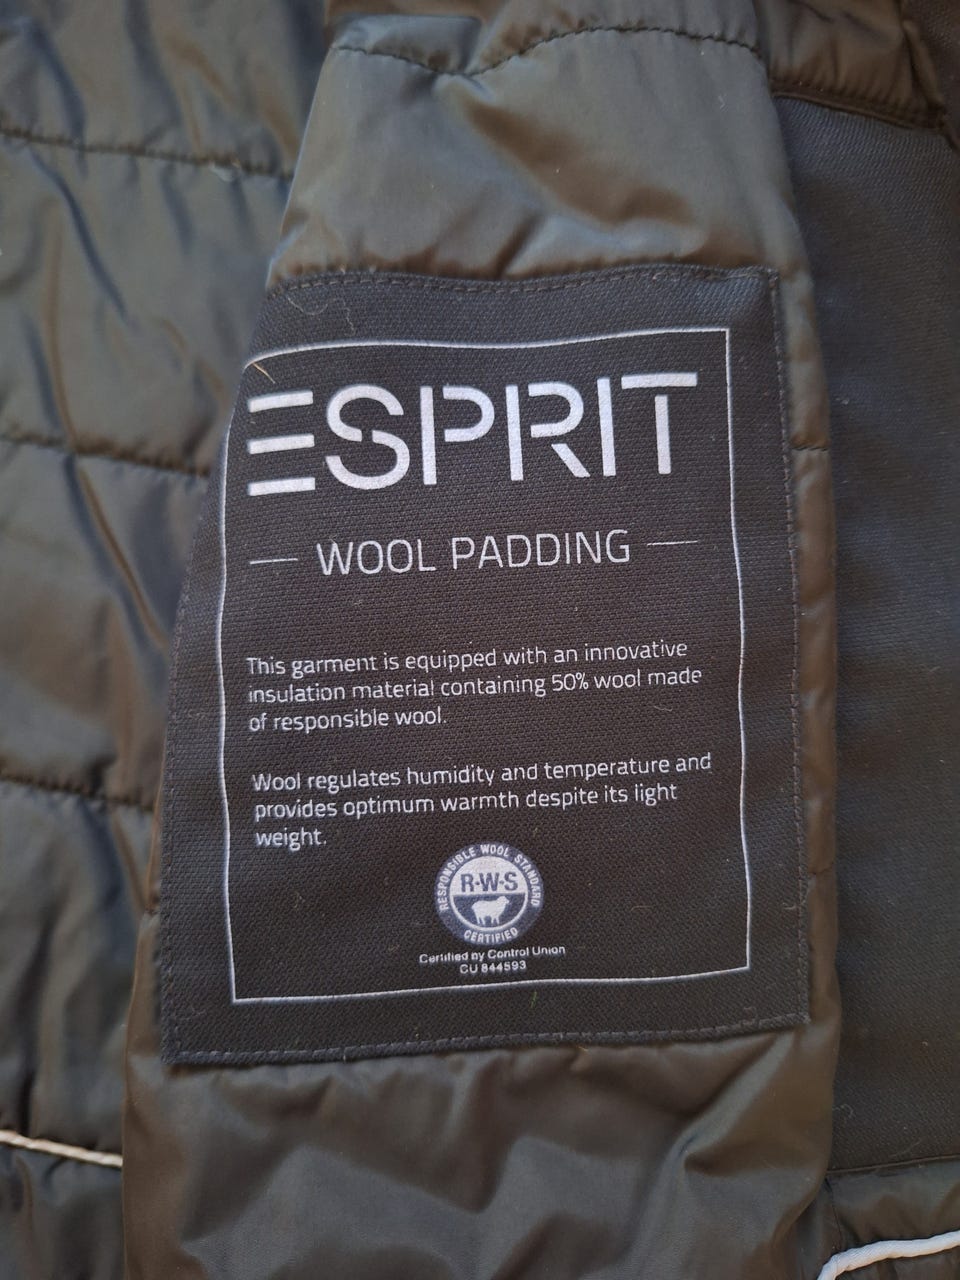 ESPRIT
WOOL PADDING
This garment is equipped with an innovative
insulation material containing 50% wool made
of responsible wool.
Wool regulates humidity and temperature and
provides optimum warmth despite its light
weight.
RESPONSIBLE WOOL STANDARD
R·W·S
CERTIFIED
Certified by Control Union
CU 844593